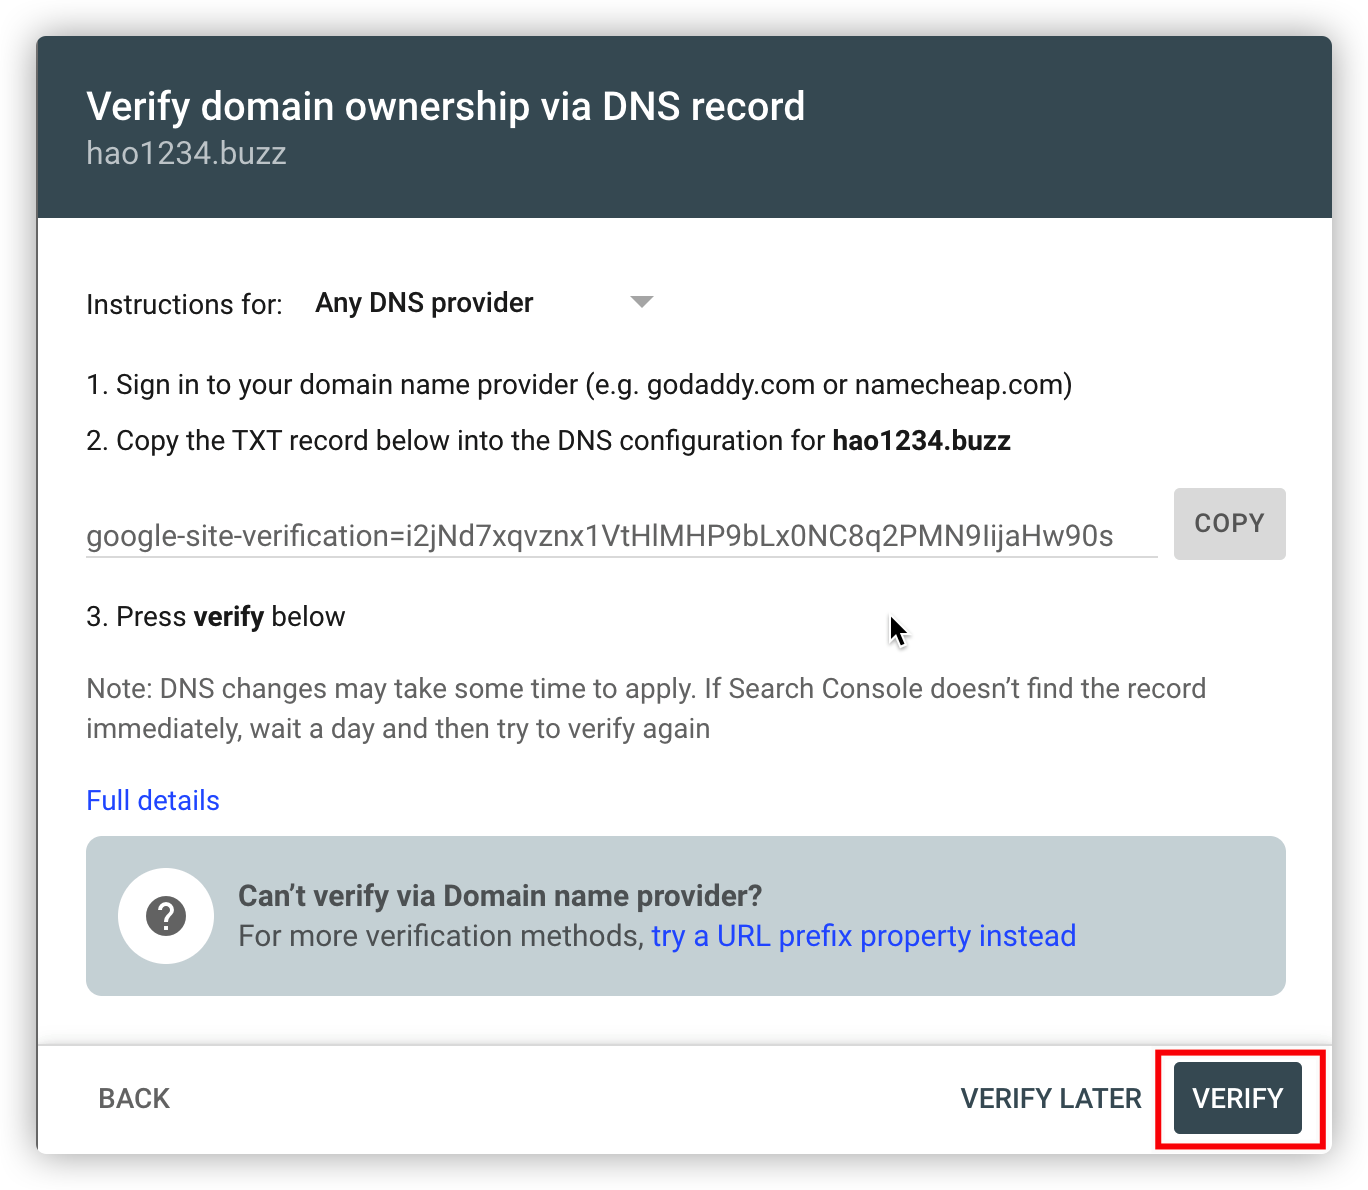 Verify domain ownership via DNS record
hao1234.buzz
Instructions for: Any DNS provider
1. Sign in to your domain name provider (e.g. godaddy.com or namecheap.com)
2. Copy the TXT record below into the DNS configuration for hao1234.buzz
google-site-verification=i2jNd7xqvznx1VtHlMHP9bLx0NC8q2PMN9IijaHw90s
COPY
3. Press verify below
Note: DNS changes may take some time to apply. If Search Console doesn’t find the record
immediately, wait a day and then try to verify again
Full details
Can’t verify via Domain name provider?
For more verification methods, try a URL prefix property instead
BACK
VERIFY LATER
VERIFY